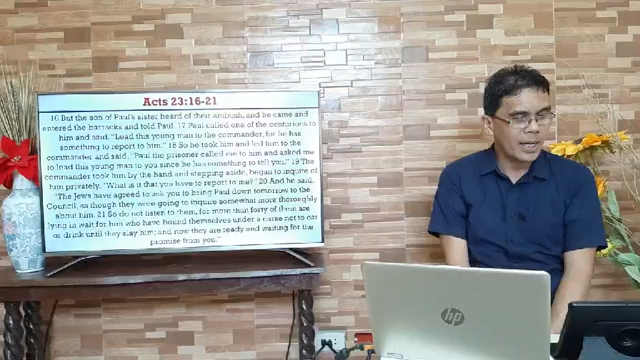 Acts 23:16-21
16 But the son of Paul's sister heard of their ambush, and he came and
entered the barracks and told Paul. 17 Paul called one of the centurions to
him and said, "Lead this young man to the commander, for he has
something to report to him." 18 So he took him and led him to the
commander and said, "Paul the prisoner called me to him and asked me
to lead this young man to you since he has something to tell you." 19 The
commander took him by the hand and stepping aside, began to inquire of
him privately, "What is it that you have to report to me?" 20 And he said,
"The Jews have agreed to ask you to bring Paul down tomorrow to the
Council, as though they were going to inquire somewhat more thoroughly
about him. 21 So do not listen to them, for more than forty of them are
lying in wait for him who have bound themselves under a curse not to eat
or drink until they slay him; and now they are ready and waiting for the
promise from you."
hp